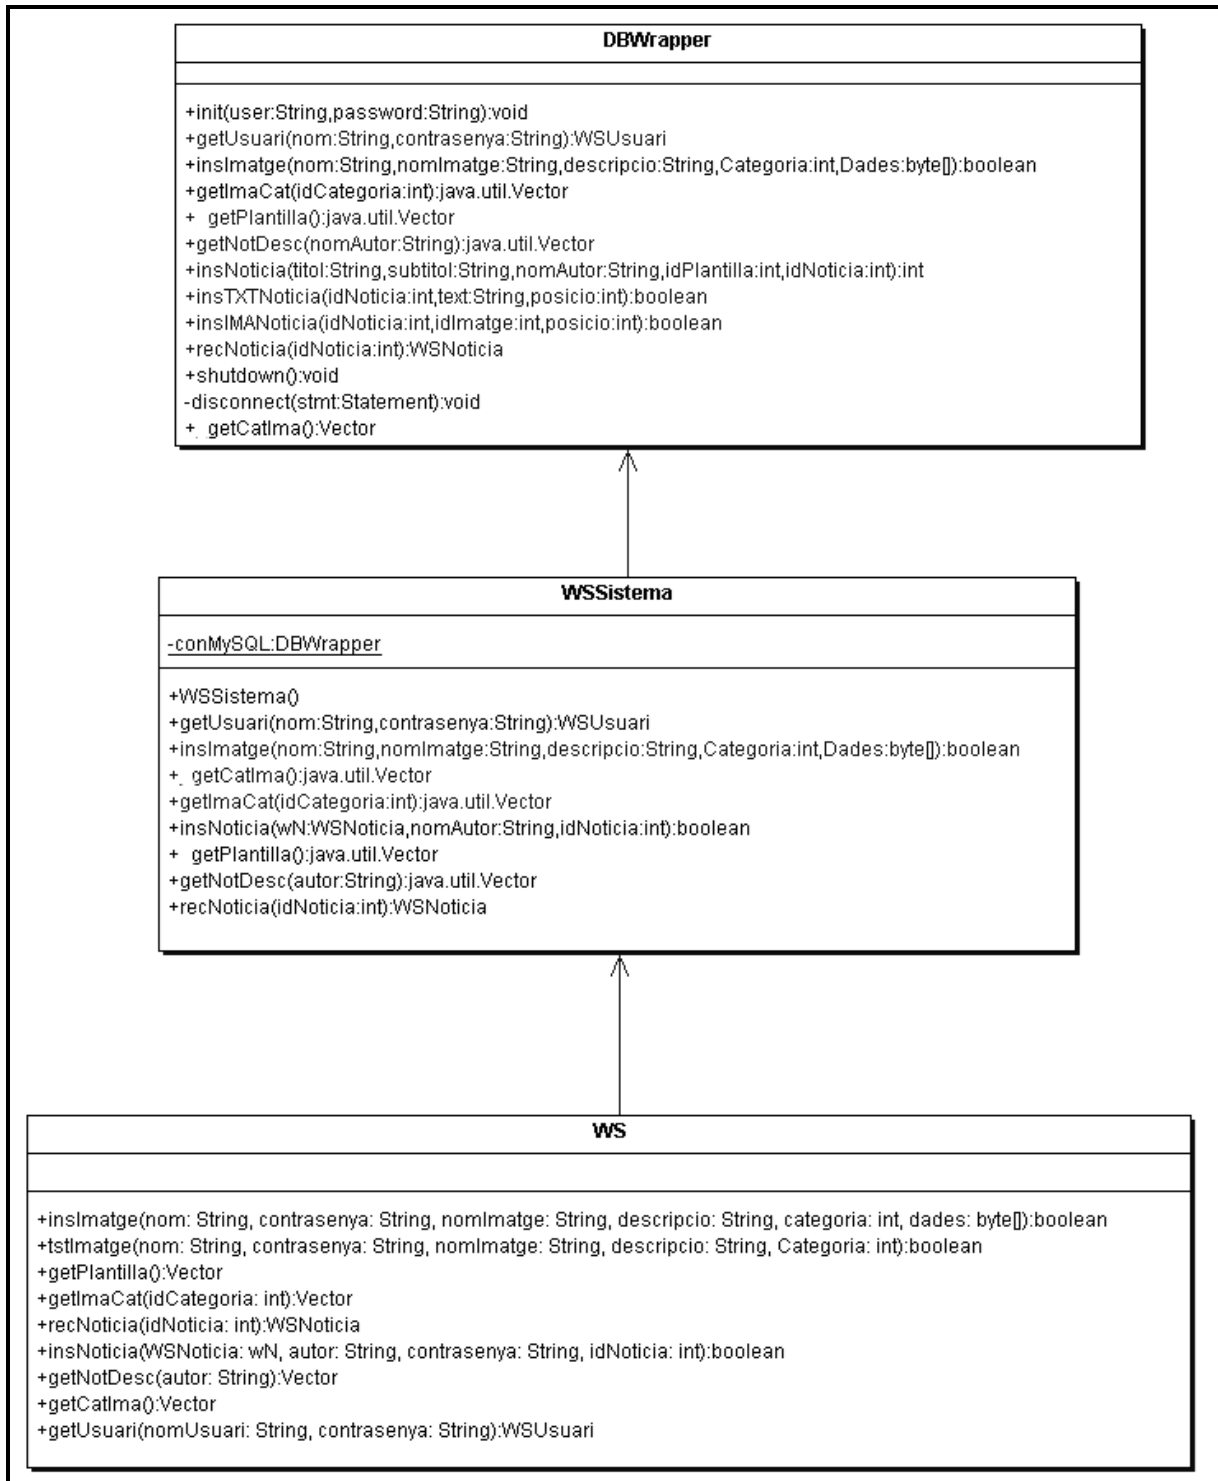 DBWrapper
+init(user:String,password:String):void
+getUsuari(nom:String,contrasenya:String):WSUsuari
+insImatge(nom:String,nomImatge:String,descripcio:String,Categoria:int,Dades:byte[]):boolean
+getImaCat(idCategoria:int):java.util.Vector
+ getPlantilla():java.util.Vector
+getNotDesc(nomAutor:String):java.util.Vector
+insNoticia(titol:String,subtitol:String,nomAutor:String,idPlantilla:int,idNoticia:int):int
+insTXTNoticia(idNoticia:int,text:String,posicio:int):boolean
+insIMANoticia(idNoticia:int,idImatge:int,posicio:int):boolean
+recNoticia(idNoticia:int):WSNoticia
+shutdown():void
-disconnect(stmt:Statement):void
+ getCatIma():Vector
WSSistema
-conMySQL:DBWrapper
+WSSistema()
+getUsuari(nom:String,contrasenya:String):WSUsuari
+insImatge(nom:String,nomImatge:String,descripcio:String,Categoria:int,Dades:byte[]):boolean
+ getCatIma():java.util.Vector
+getImaCat(idCategoria:int):java.util.Vector
+insNoticia(wN:WSNoticia,nomAutor:String,idNoticia:int):boolean
+ getPlantilla():java.util.Vector
+getNotDesc(autor:String):java.util.Vector
+recNoticia(idNoticia:int):WSNoticia
WS
+insImatge(nom: String, contrasenya: String, nomImatge: String, descripcio: String, categoria: int, dades: byte[]):boolean
+tstImatge(nom: String, contrasenya: String, nomImatge: String, descripcio: String, Categoria: int):boolean
+getPlantilla():Vector
+getImaCat(idCategoria: int):Vector
+recNoticia(idNoticia: int):WSNoticia
+insNoticia(WSNoticia: wN, autor: String, contrasenya: String, idNoticia: int):boolean
+getNotDesc(autor: String):Vector
+getCatIma():Vector
+getUsuari(nomUsuari: String, contrasenya: String):WSUsuari